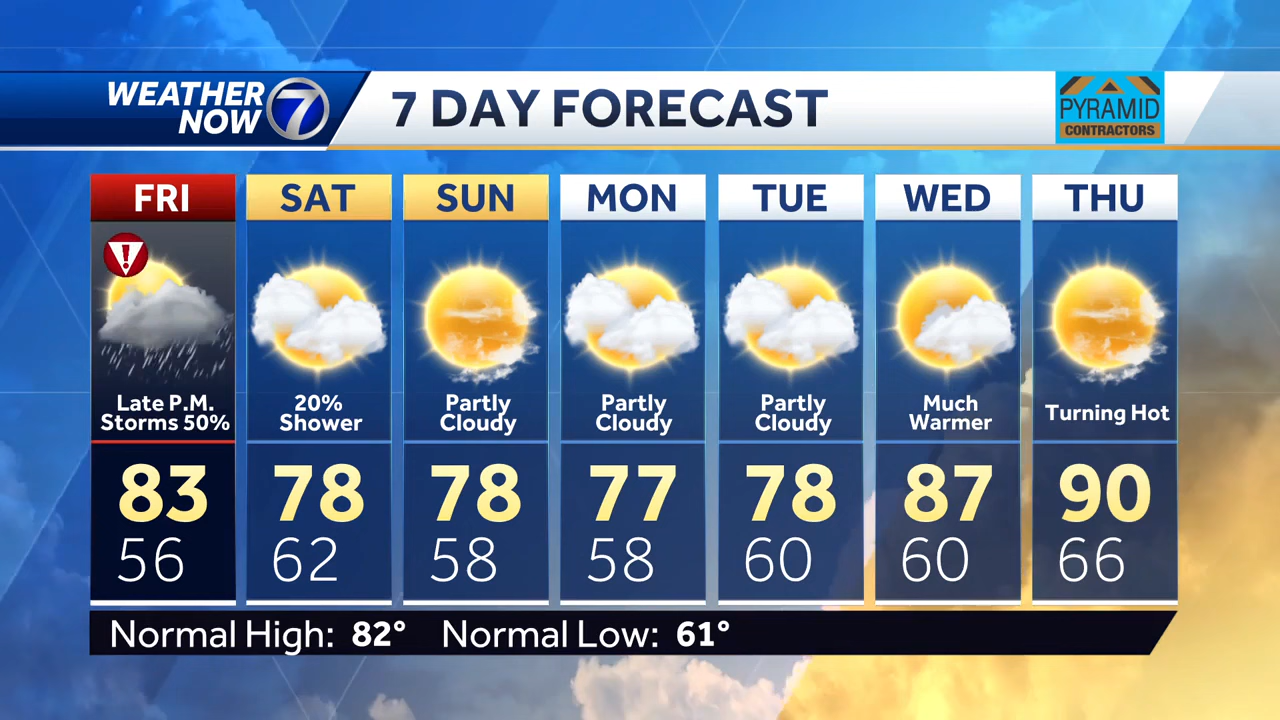 WEATHER
NOW 7
7 DAY FORECAST
PYRAMID
CONTRACTORS
FRI
SAT
SUN
MON
TUE
WED
THU
!
Late P.M.
Storms 50%
20%
Shower
Partly
Cloudy
Partly
Cloudy
Partly
Cloudy
Much
Warmer
Turning Hot
83
78
78
77
78
87
90
56
62
58
58
60
60
66
Normal High: 82° Normal Low: 61°